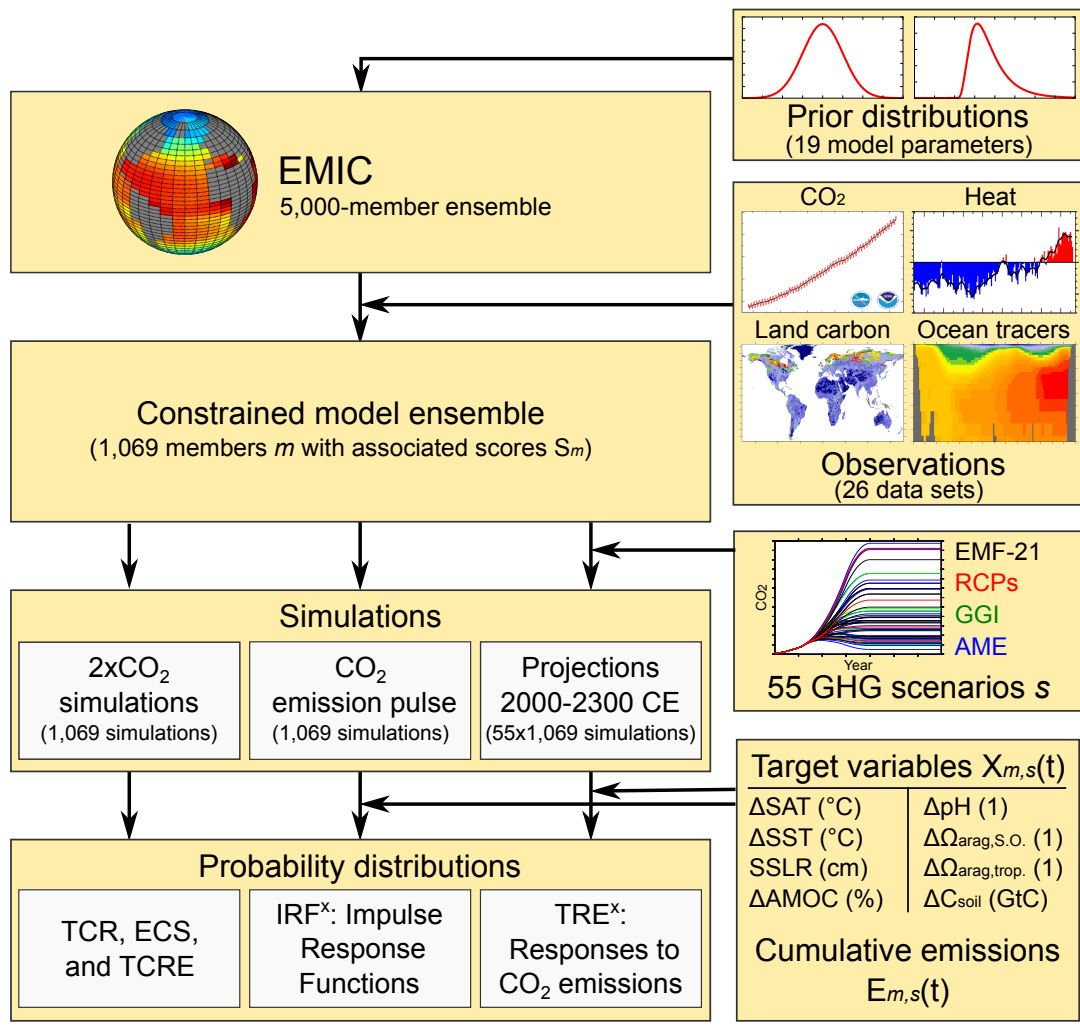 Prior distributions
(19 model parameters)
EMIC
5,000-member ensemble
CO₂
Heat
Land carbon
Ocean tracers
Observations
(26 data sets)
Constrained model ensemble
(1,069 members m with associated scores Sₘ)
CO₂
Year
EMF-21
RCPs
GGI
AME
55 GHG scenarios s
Simulations
2xCO₂
simulations
(1,069 simulations)
CO₂
emission pulse
(1,069 simulations)
Projections
2000-2300 CE
(55x1,069 simulations)
Target variables Xm,s(t)
ΔSAT (°C)
ΔSST (°C)
SSLR (cm)
ΔAMOC (%)
ΔpH (1)
ΔΩarag,S.O. (1)
ΔΩarag,trop. (1)
ΔCsoil (GtC)
Cumulative emissions
Em,s(t)
Probability distributions
TCR, ECS,
and TCRE
IRFˣ: Impulse
Response
Functions
TREˣ:
Responses to
CO₂ emissions